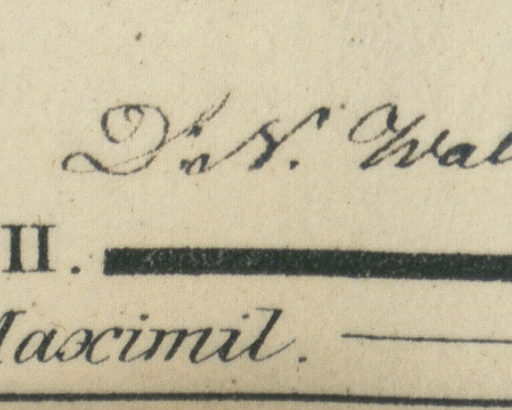 Dr. N. Wal
II.
Maximil.